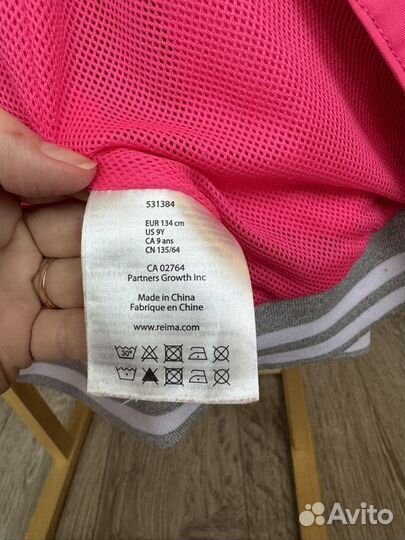 531384
EUR 134 cm
US 9Y
CA 9 ans
CN 135/64
CA 02764
Partners Growth Inc
Made in China
Fabrique en Chine
www.reima.com
30°
Avito